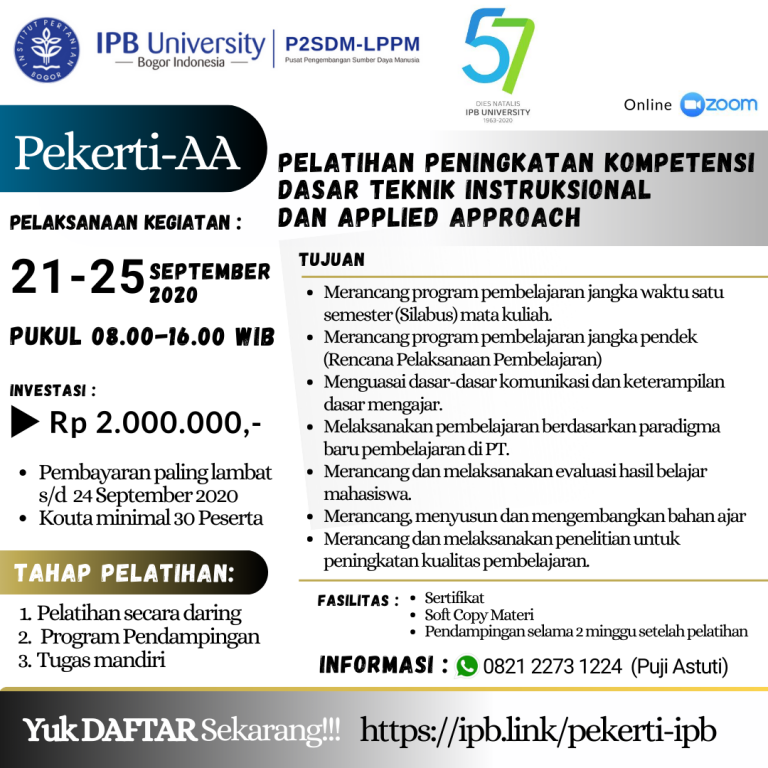 INSTITUT PERTANIAN
BOGOR
IPB University
Bogor Indonesia
P2SDM-LPPM
Pusat Pengembangan Sumber Daya Manusia
57
DIES NATALIS
IPB UNIVERSITY
1963-2020
Online zoom
Pekerti-AA
PELATIHAN PENINGKATAN KOMPETENSI
DASAR TEKNIK INSTRUKSIONAL
DAN APPLIED APPROACH
PELAKSANAAN KEGIATAN :
21-25 SEPTEMBER
2020
PUKUL 08.00-16.00 WIB
INVESTASI :
Rp 2.000.000,-
• Pembayaran paling lambat
s/d 24 September 2020
• Kouta minimal 30 Peserta
TAHAP PELATIHAN:
1. Pelatihan secara daring
2. Program Pendampingan
3. Tugas mandiri
TUJUAN
• Merancang program pembelajaran jangka waktu satu
semester (Silabus) mata kuliah.
• Merancang program pembelajaran jangka pendek
(Rencana Pelaksanaan Pembelajaran)
• Menguasai dasar-dasar komunikasi dan keterampilan
dasar mengajar.
• Melaksanakan pembelajaran berdasarkan paradigma
baru pembelajaran di PT.
• Merancang dan melaksanakan evaluasi hasil belajar
mahasiswa.
• Merancang, menyusun dan mengembangkan bahan ajar
• Merancang dan melaksanakan penelitian untuk
peningkatan kualitas pembelajaran.
FASILITAS : • Sertifikat
• Soft Copy Materi
• Pendampingan selama 2 minggu setelah pelatihan
INFORMASI : 0821 2273 1224 (Puji Astuti)
Yuk DAFTAR Sekarang!!! https://ipb.link/pekerti-ipb